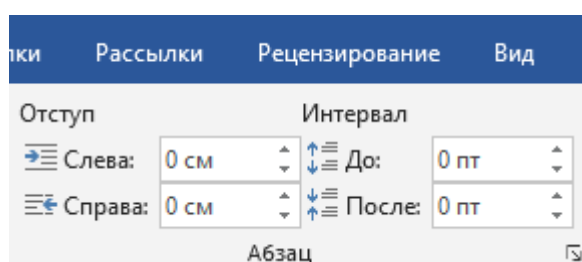 лки Рассылки Рецензирование Вид
Отступ Интервал
Слева: 0 см До: 0 пт
Справа: 0 см После: 0 пт
Абзац